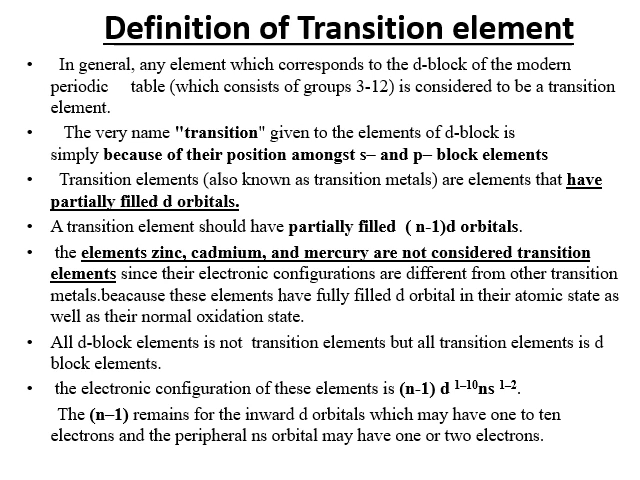 Definition of Transition element
• In general, any element which corresponds to the d-block of the modern
periodic table (which consists of groups 3-12) is considered to be a transition
element.
• The very name "transition" given to the elements of d-block is
simply because of their position amongst s– and p– block elements
• Transition elements (also known as transition metals) are elements that have
partially filled d orbitals.
• A transition element should have partially filled ( n-1)d orbitals.
• the elements zinc, cadmium, and mercury are not considered transition
elements since their electronic configurations are different from other transition
metals.beacause these elements have fully filled d orbital in their atomic state as
well as their normal oxidation state.
• All d-block elements is not transition elements but all transition elements is d
block elements.
• the electronic configuration of these elements is (n-1) d ¹⁻¹⁰ns ¹⁻².
The (n–1) remains for the inward d orbitals which may have one to ten
electrons and the peripheral ns orbital may have one or two electrons.